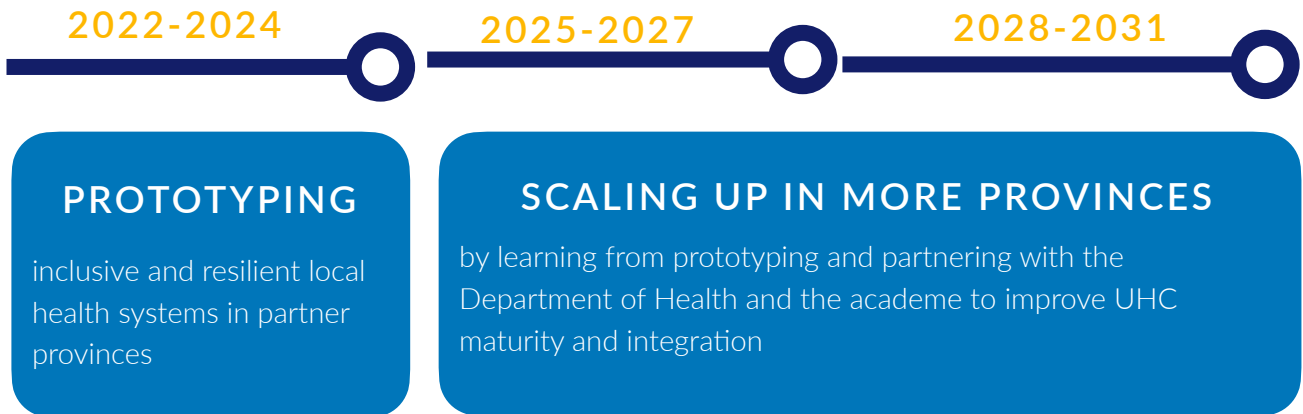 2022-2024
2025-2027
2028-2031
PROTOTYPING
inclusive and resilient local
health systems in partner
provinces
SCALING UP IN MORE PROVINCES
by learning from prototyping and partnering with the
Department of Health and the academe to improve UHC
maturity and integration